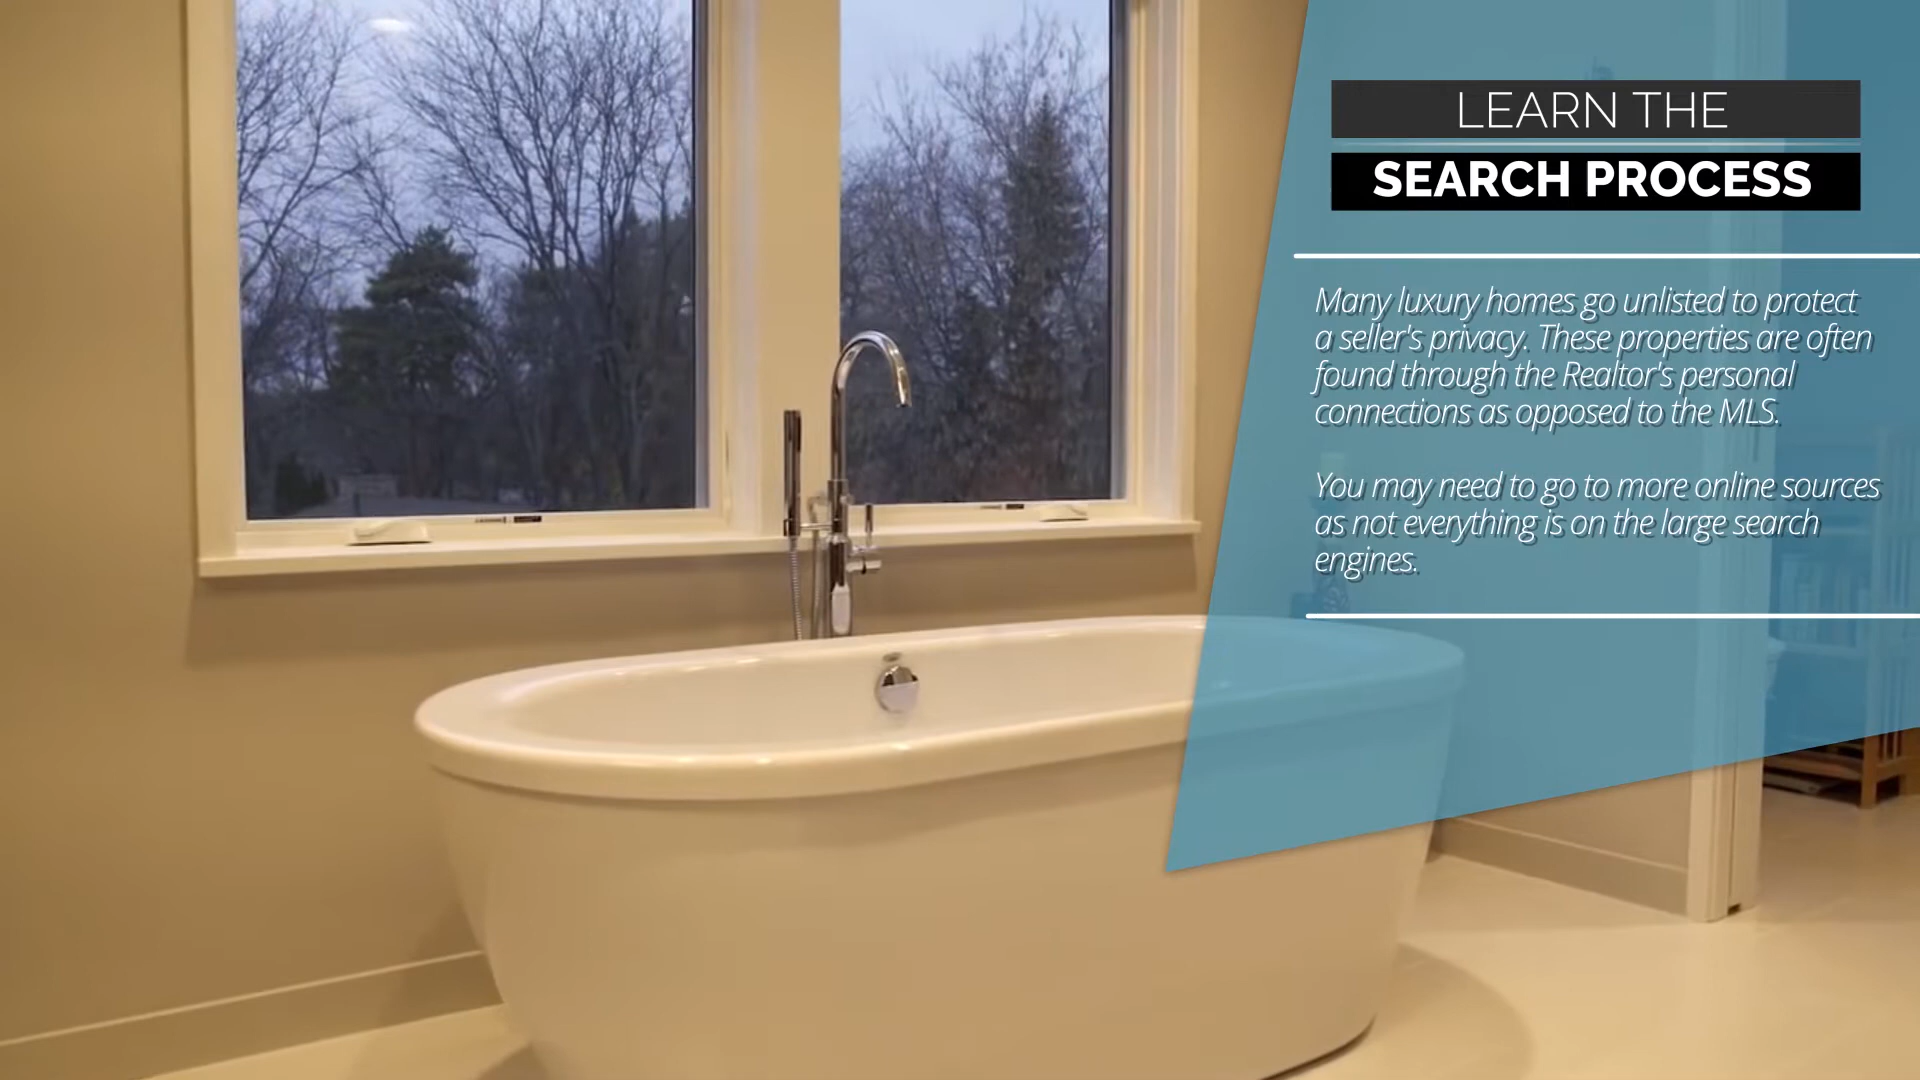 LEARN THE
SEARCH PROCESS
Many luxury homes go unlisted to protect
a seller's privacy. These properties are often
found through the Realtor's personal
connections as opposed to the MLS.
You may need to go to more online sources
as not everything is on the large search
engines.